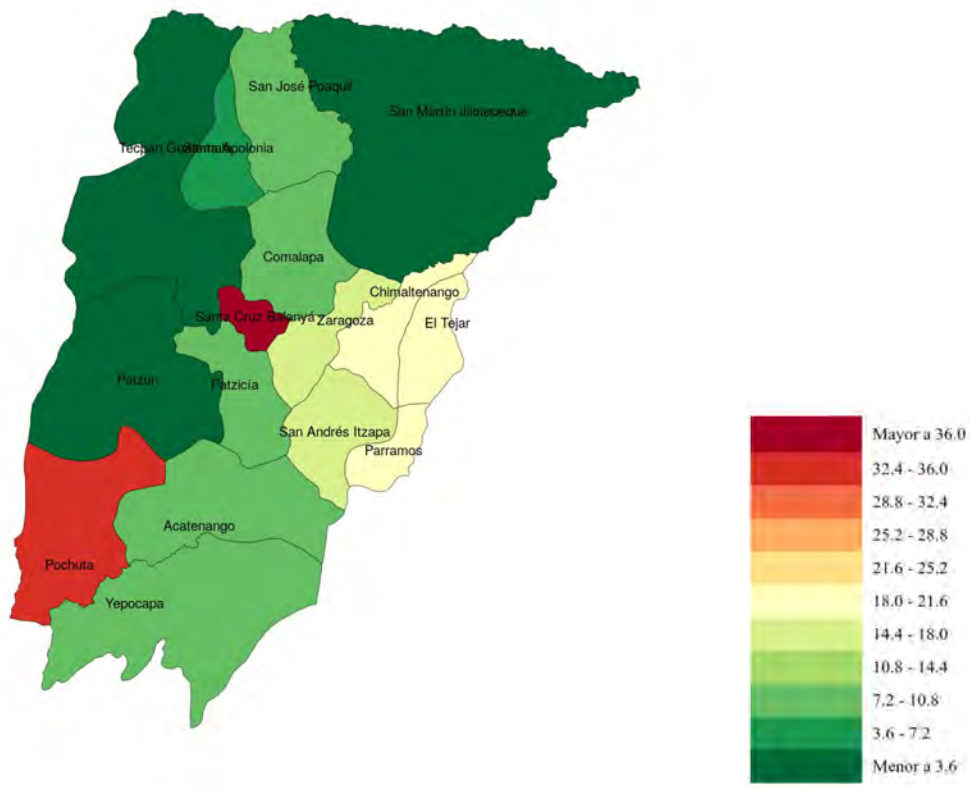 San José Poaquil
San Martín Jilotepeque
Tecpán Guatemala
Santa Apolonia
Comalapa
Chimaltenango
Santa Cruz Balanyá
Zaragoza
El Tejar
Patzún
Patzicía
San Andrés Itzapa
Parramos
Acatenango
Pochuta
Yepocapa
Mayor a 36.0
32.4 - 36.0
28.8 - 32.4
25.2 - 28.8
21.6 - 25.2
18.0 - 21.6
14.4 - 18.0
10.8 - 14.4
7.2 - 10.8
3.6 - 7.2
Menor a 3.6